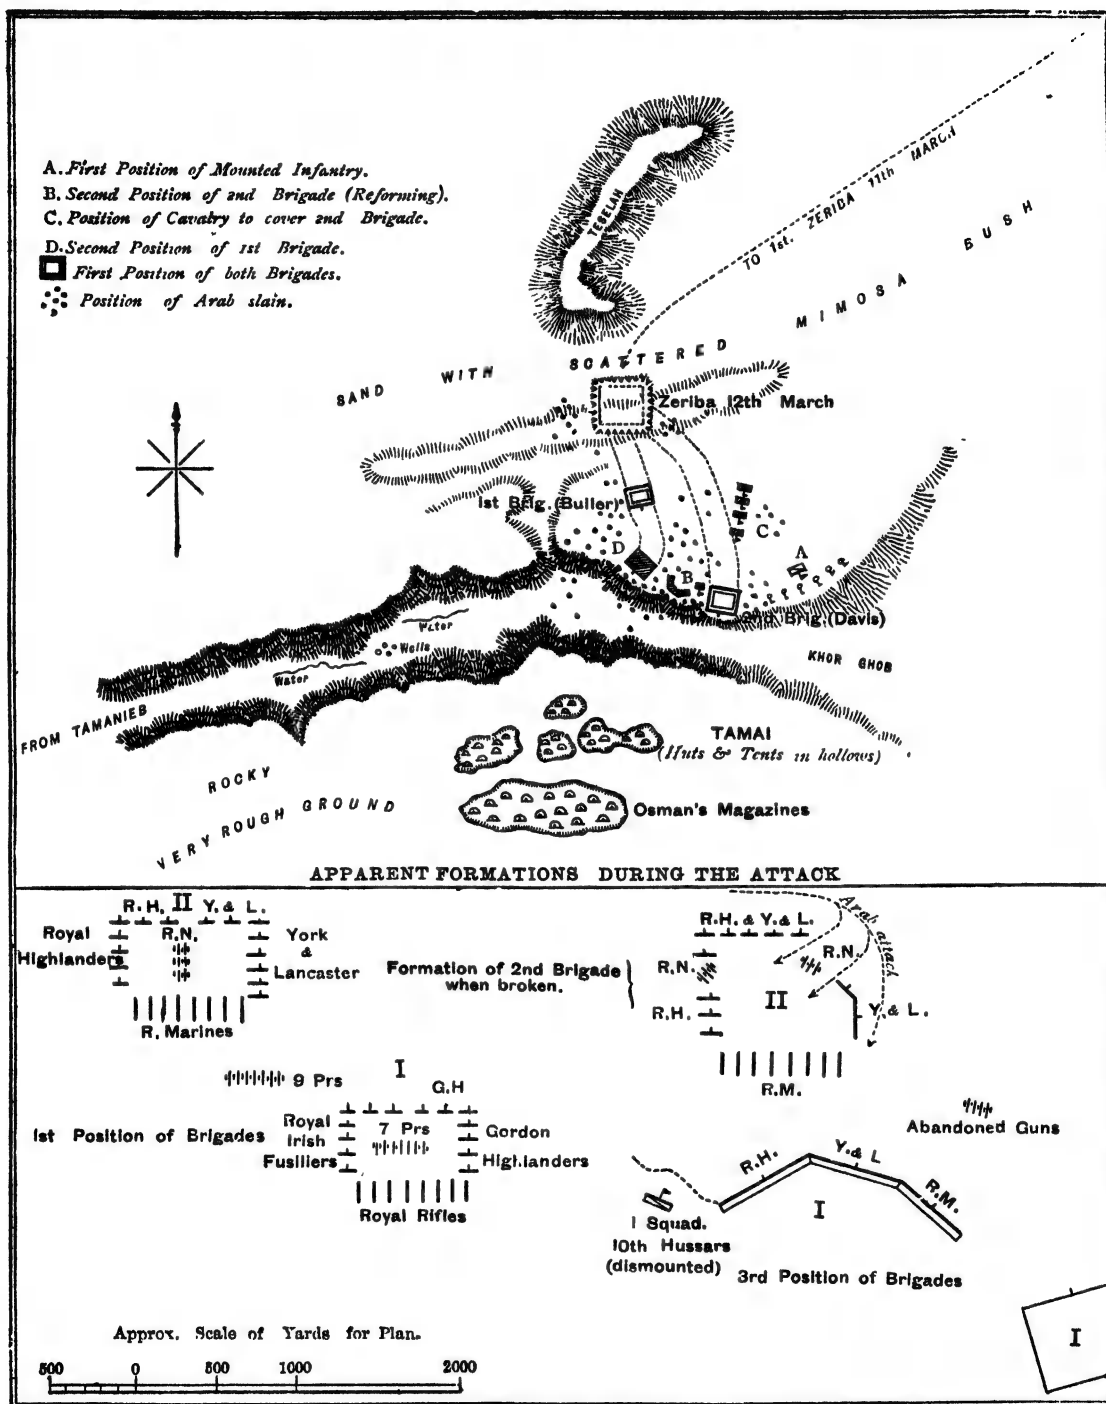 A. First Position of Mounted Infantry.
B. Second Position of 2nd Brigade (Reforming).
C. Position of Cavalry to cover 2nd Brigade.
D. Second Position of 1st Brigade.
First Position of both Brigades.
Position of Arab slain.
TESELAH
TO 1st. ZERIBA 11th MARCH
SAND WITH SCATTERED MIMOSA BUSH
Zeriba 12th March
1st Brig. (Buller)
C
A
D
B
2nd Brig. (Davis)
Water
Wells
Water
KHOR GHOB
FROM TAMANIEB
TAMAI
(Huts & Tents in hollows)
ROCKY
VERY ROUGH GROUND
Osman's Magazines
APPARENT FORMATIONS DURING THE ATTACK
R.H. II Y. & L.
R.N.
Royal
Highlanders
York
&
Lancaster
R. Marines
Formation of 2nd Brigade
when broken.
R.H. & Y. & L.
Arab attack
R.N.
R.N.
II
R.H.
Y. & L.
R.M.
9 Prs
I
G.H
1st Position of Brigades
Royal
Irish
Fusiliers
7 Prs
Gordon
Highlanders
Royal Rifles
Abandoned Guns
R.H.
Y. & L
R.M.
I
1 Squad.
10th Hussars
(dismounted)
3rd Position of Brigades
I
Approx. Scale of Yards for Plan.
500 0 500 1000 2000